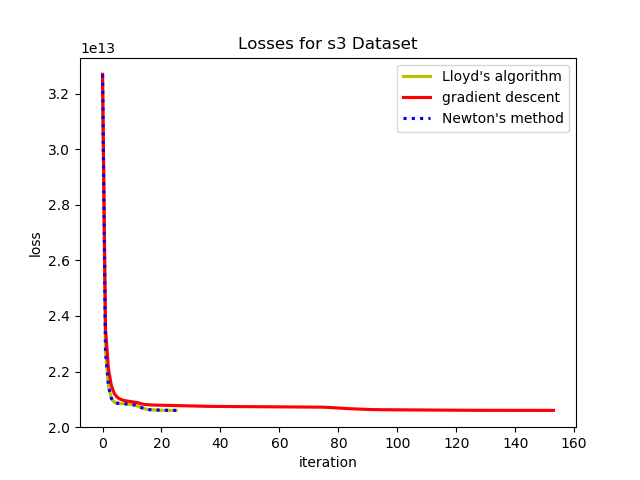 Losses for s3 Dataset
1e13
Lloyd's algorithm
gradient descent
Newton's method
3.2
3.0
2.8
2.6
2.4
2.2
2.0
loss
0 20 40 60 80 100 120 140 160
iteration